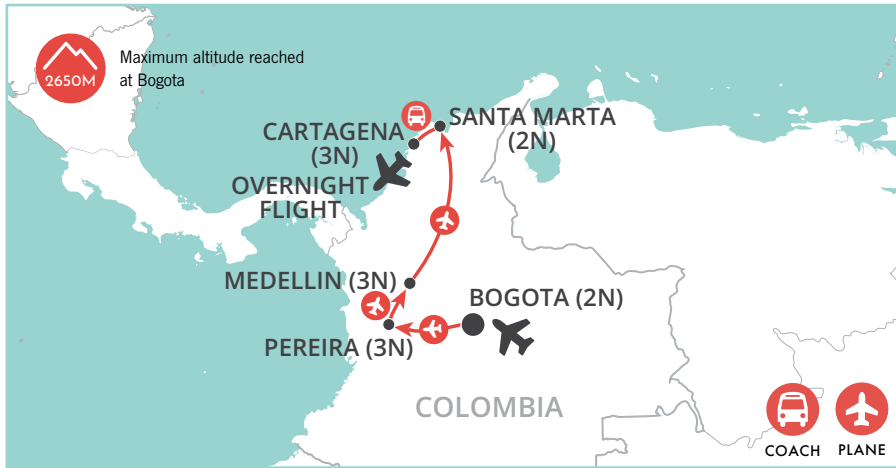 Maximum altitude reached
at Bogota
2650M
SANTA MARTA
(2N)
CARTAGENA
(3N)
OVERNIGHT
FLIGHT
MEDELLIN (3N)
BOGOTA (2N)
PEREIRA (3N)
COLOMBIA
COACH
PLANE